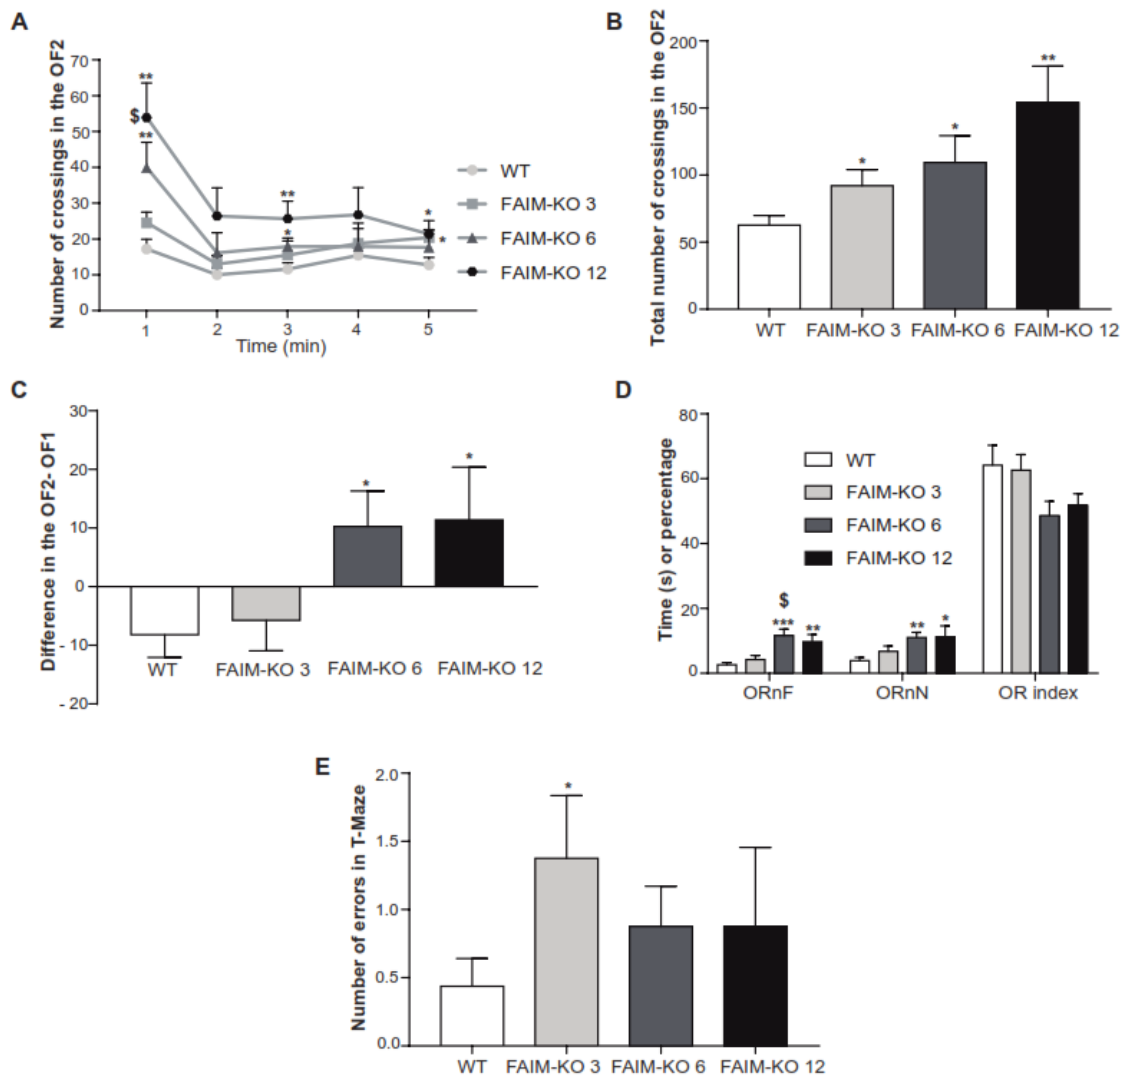 A
Number of crossings in the OF2
70
60
50
40
30
20
10
0
**
$
**
**
*
*
*
1
2
3
4
5
Time (min)
WT
FAIM-KO 3
FAIM-KO 6
FAIM-KO 12
B
Total number of crossings in the OF2
200
150
100
50
0
*
*
**
WT
FAIM-KO 3
FAIM-KO 6
FAIM-KO 12
C
Difference in the OF2- OF1
30
20
10
0
- 10
- 20
*
*
WT
FAIM-KO 3
FAIM-KO 6
FAIM-KO 12
D
Time (s) or percentage
80
60
40
20
0
WT
FAIM-KO 3
FAIM-KO 6
FAIM-KO 12
$
***
**
**
*
ORnF
ORnN
OR index
E
Number of errors in T-Maze
2.0
1.5
1.0
0.5
0.0
*
WT
FAIM-KO 3
FAIM-KO 6
FAIM-KO 12